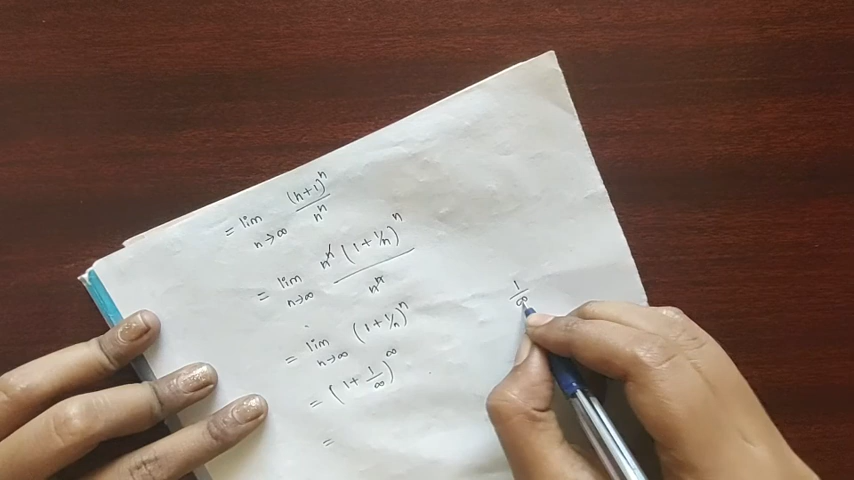 = lim n→∞ (n+1)^n / n^n
= lim n→∞ n^n (1 + 1/n)^n / n^n
= lim n→∞ (1 + 1/n)^n
= (1 + 1/∞)^∞
=
1/∞